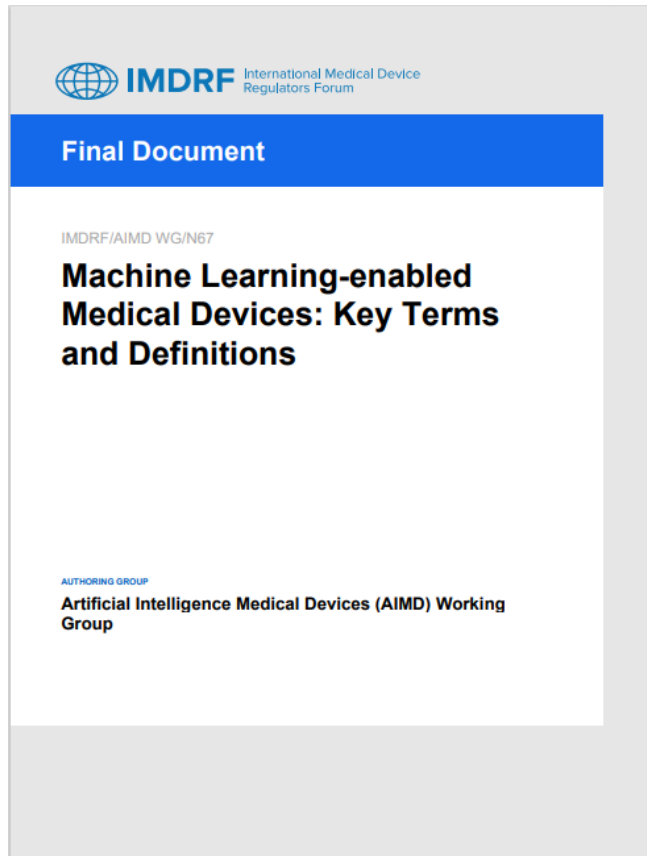 IMDRF International Medical Device
Regulators Forum
Final Document
IMDRF/AIMD WG/N67
Machine Learning-enabled
Medical Devices: Key Terms
and Definitions
AUTHORING GROUP
Artificial Intelligence Medical Devices (AIMD) Working
Group